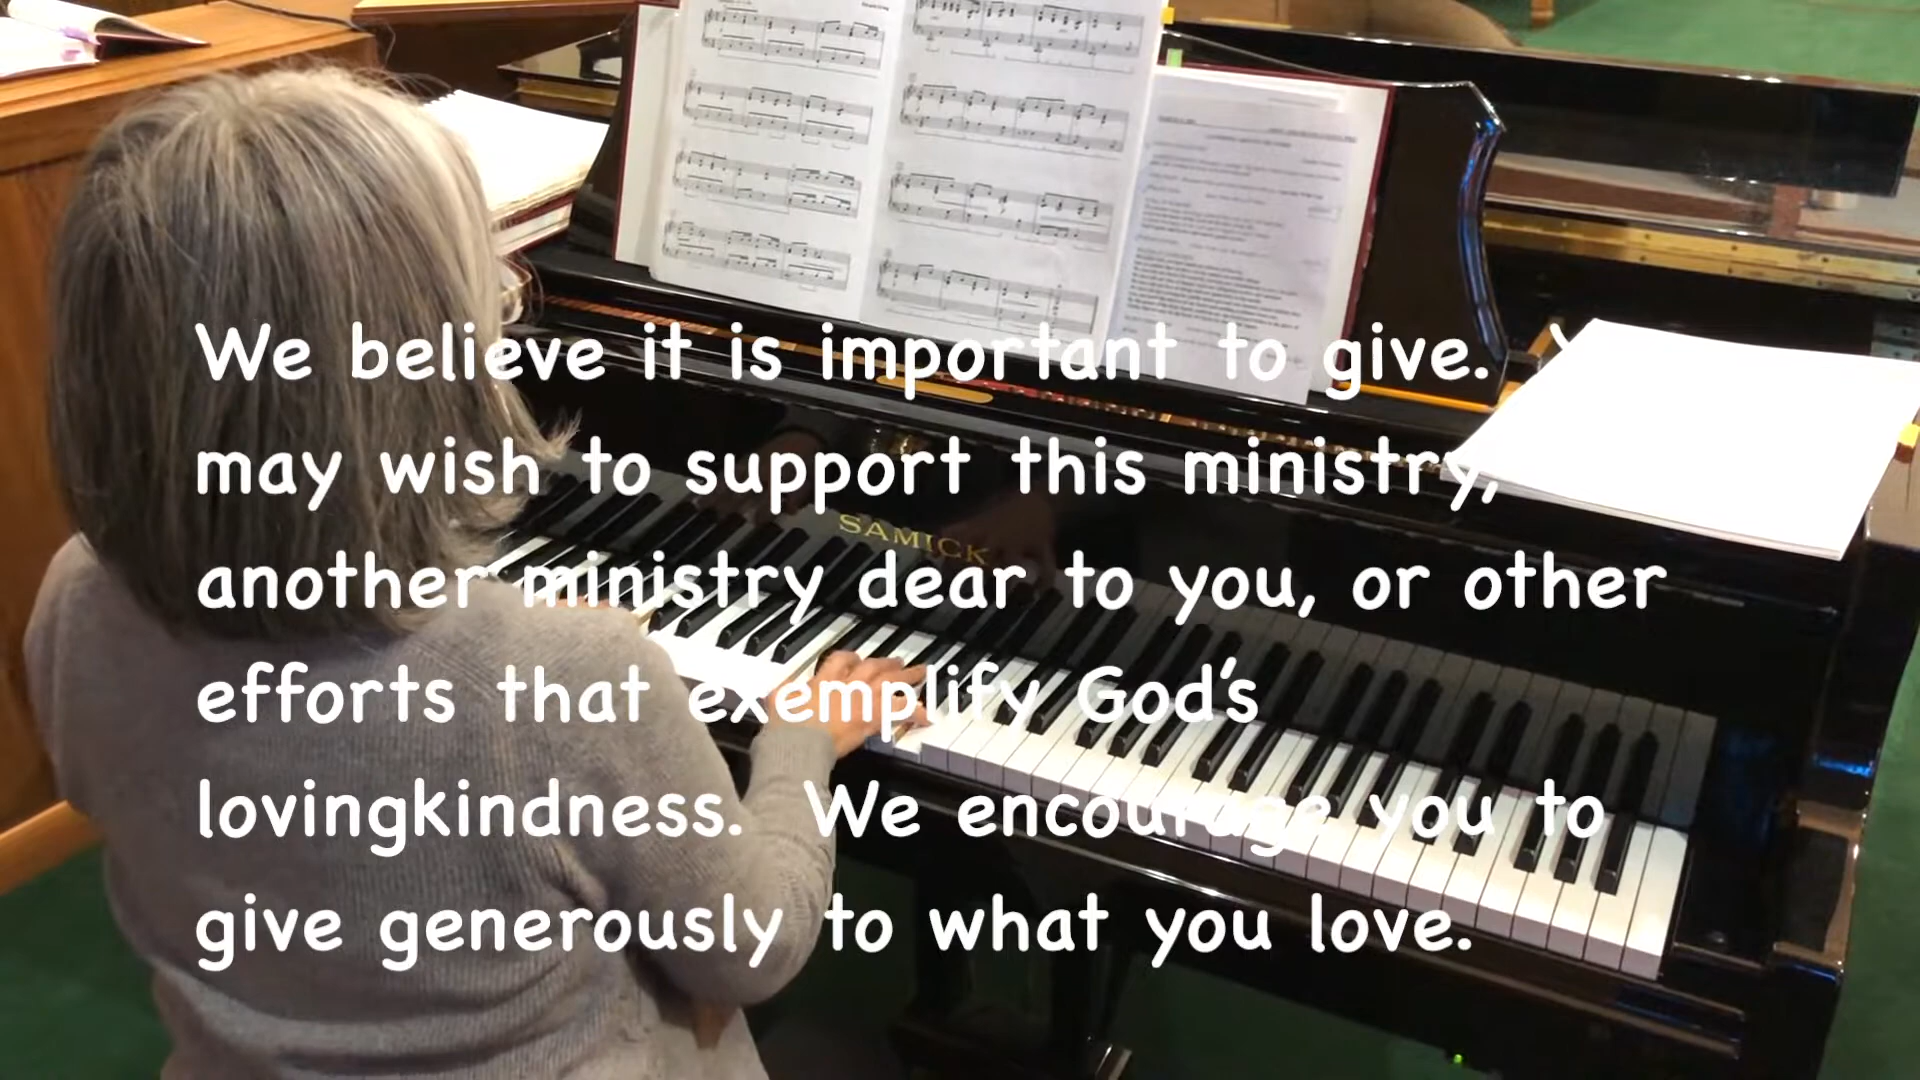 We believe it is important to give.
may wish to support this ministry,
another ministry dear to you, or other
efforts that exemplify God's
lovingkindness. We encourage you to
give generously to what you love.
SAMICK